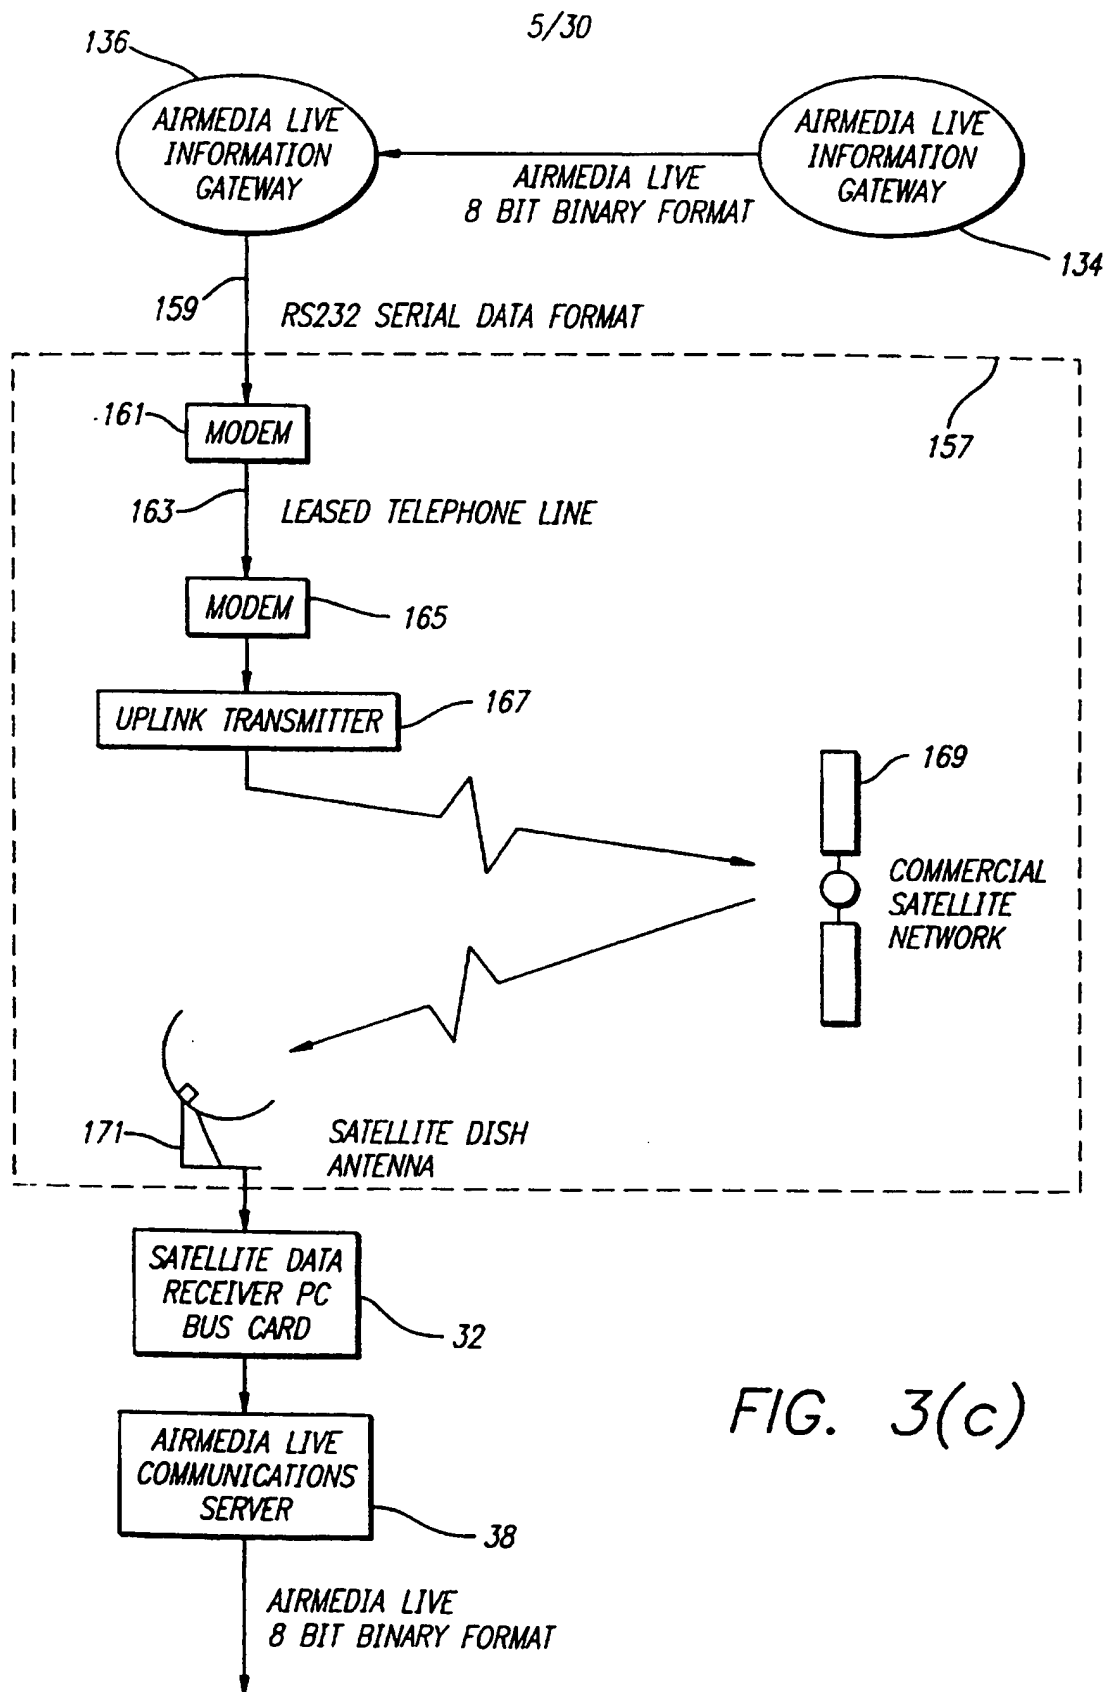 5/30
136
AIRMEDIA LIVE
INFORMATION
GATEWAY
AIRMEDIA LIVE
INFORMATION
GATEWAY
AIRMEDIA LIVE
8 BIT BINARY FORMAT
134
159
RS232 SERIAL DATA FORMAT
161
MODEM
157
163
LEASED TELEPHONE LINE
MODEM
165
UPLINK TRANSMITTER
167
169
COMMERCIAL
SATELLITE
NETWORK
171
SATELLITE DISH
ANTENNA
SATELLITE DATA
RECEIVER PC
BUS CARD
32
AIRMEDIA LIVE
COMMUNICATIONS
SERVER
38
FIG. 3(c)
AIRMEDIA LIVE
8 BIT BINARY FORMAT